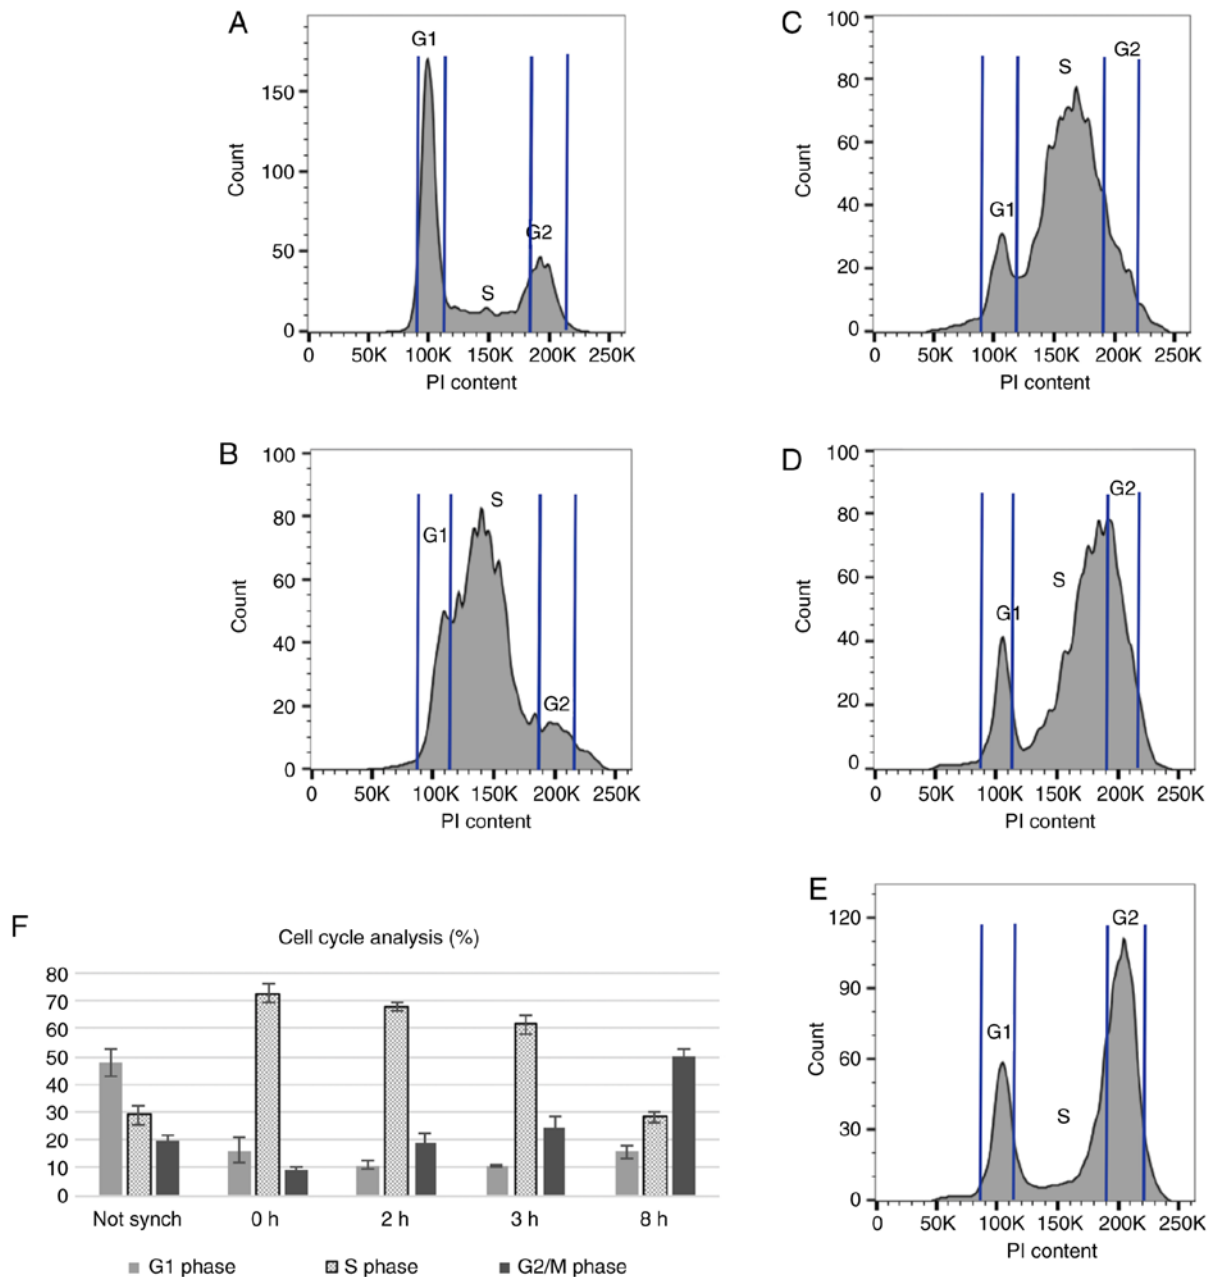 A
G1
150
100
50
0
Count
G2
S
0 50K 100K 150K 200K 250K
PI content
C
100
80
60
40
20
0
Count
G1
S
G2
0 50K 100K 150K 200K 250K
PI content
B
100
80
60
40
20
0
Count
G1
S
G2
0 50K 100K 150K 200K 250K
PI content
D
100
80
60
40
20
0
Count
G1
S
G2
0 50K 100K 150K 200K 250K
PI content
E
120
90
60
30
0
Count
G1
S
G2
0 50K 100K 150K 200K 250K
PI content
F
Cell cycle analysis (%)
80
70
60
50
40
30
20
10
0
Not synch 0 h 2 h 3 h 8 h
G1 phase S phase G2/M phase